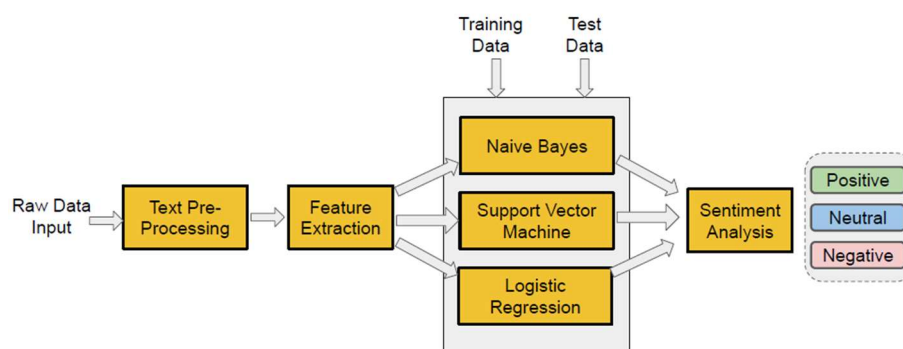 Training
Data
Test
Data
Raw Data
Input
Text Pre-
Processing
Feature
Extraction
Naive Bayes
Support Vector
Machine
Logistic
Regression
Sentiment
Analysis
Positive
Neutral
Negative